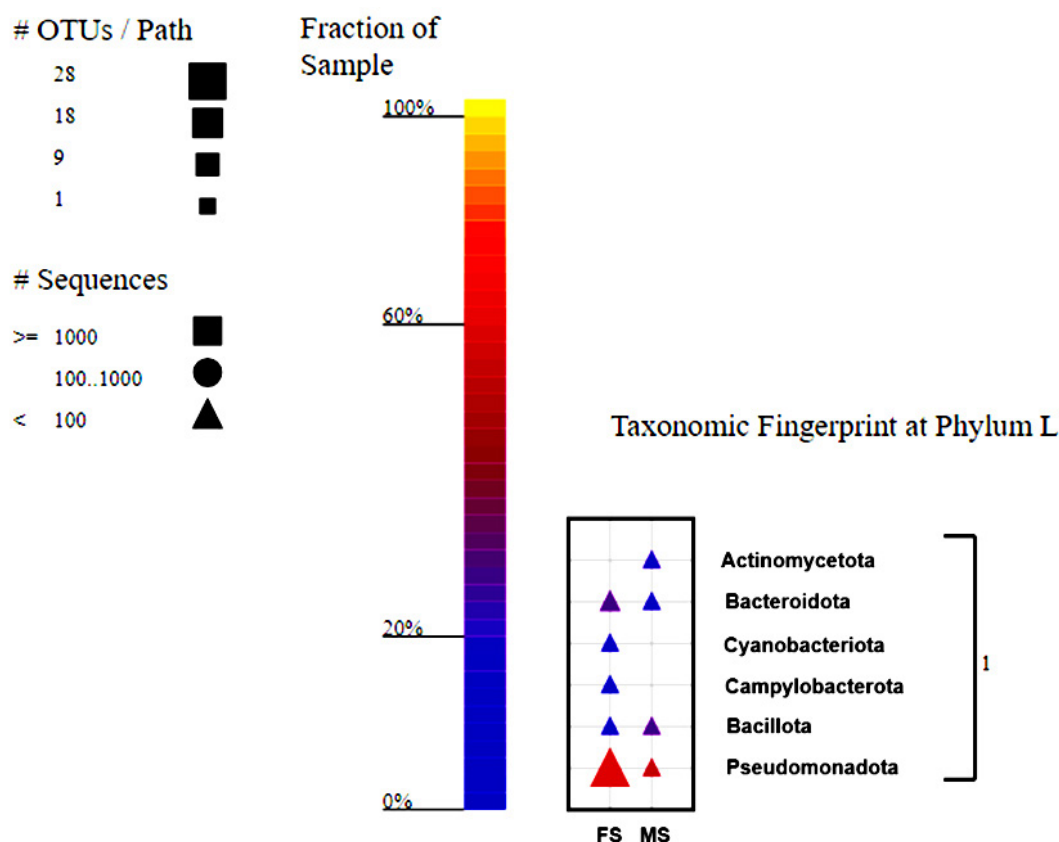 # OTUs / Path
28
18
9
1
# Sequences
>= 1000
100..1000
< 100
Fraction of
Sample
100%
60%
20%
0%
Taxonomic Fingerprint at Phylum L
Actinomycetota
Bacteroidota
Cyanobacteriota
Campylobacterota
Bacillota
Pseudomonadota
1
FS MS